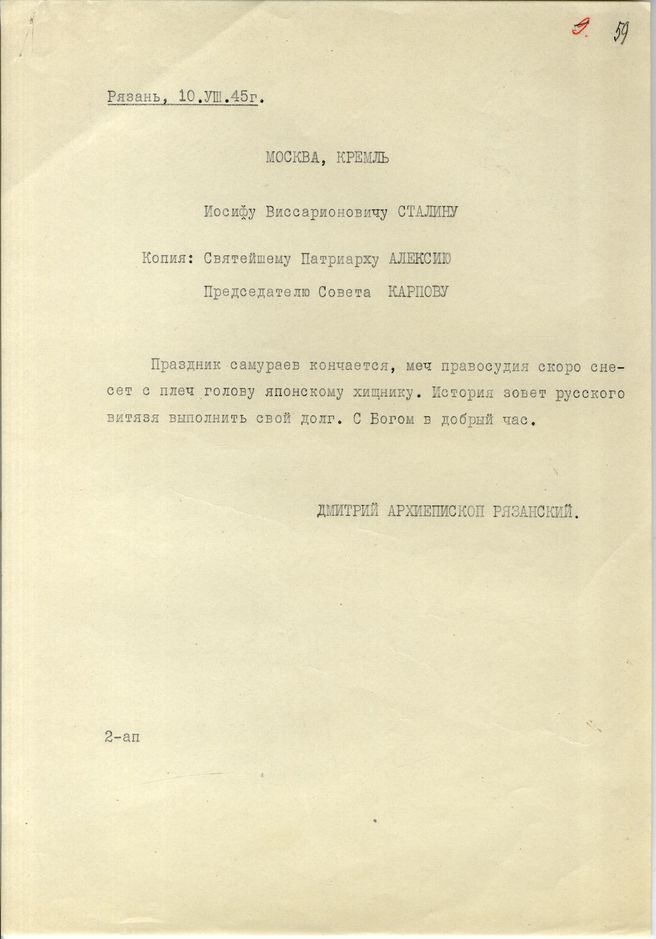 9. 59
Рязань, 10.УШ.45г.
МОСКВА, КРЕМЛЬ
Иосифу Виссарионовичу СТАЛИНУ
Копия: Святейшему Патриарху АЛЕКСИЮ
Председателю Совета КАРПОВУ
Праздник самураев кончается, меч правосудия скоро сне-
сет с плеч голову японскому хищнику. История зовет русского
витязя выполнить свой долг. С Богом в добрый час.
ДМИТРИЙ АРХИЕПИСКОП РЯЗАНСКИЙ.
2-ап